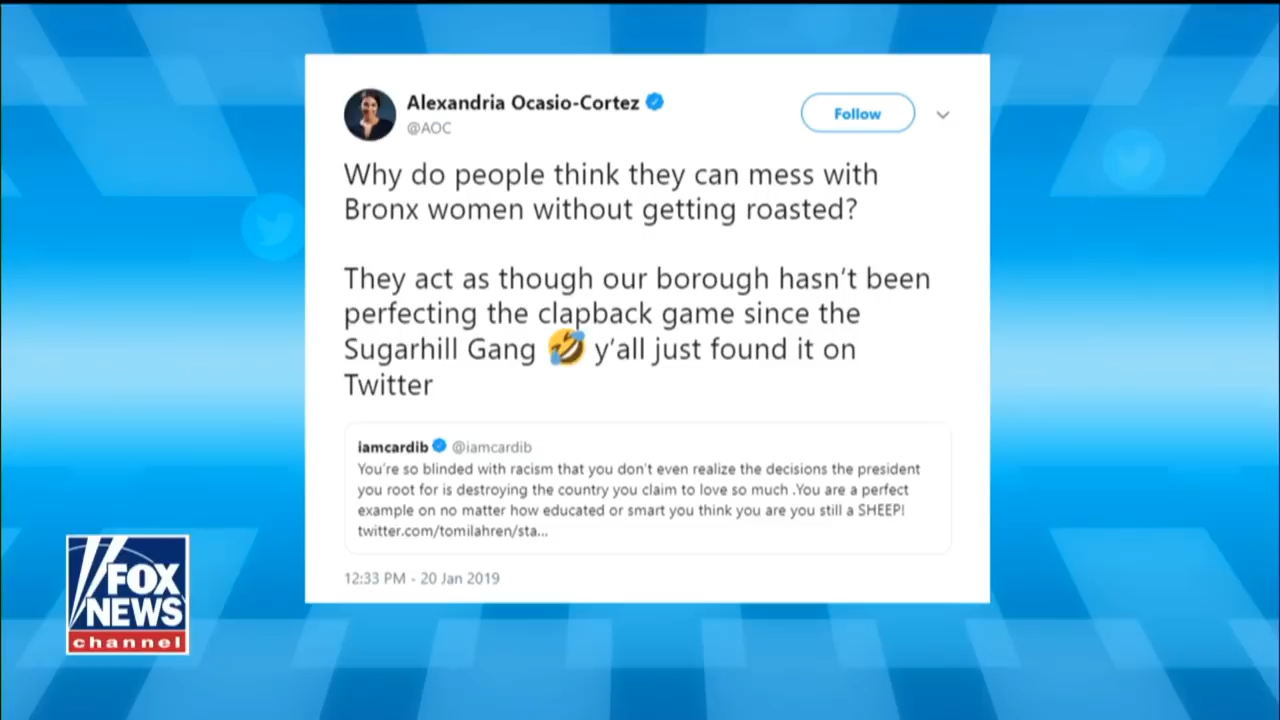 Alexandria Ocasio-Cortez
@AOC
Follow
Why do people think they can mess with
Bronx women without getting roasted?
They act as though our borough hasn't been
perfecting the clapback game since the
Sugarhill Gang 🤣 y'all just found it on
Twitter
iamcardib @iamcardib
You're so blinded with racism that you don't even realize the decisions the president
you root for is destroying the country you claim to love so much .You are a perfect
example on no matter how educated or smart you think you are you still a SHEEP!
twitter.com/tomilahren/sta...
12:33 PM - 20 Jan 2019
FOX
NEWS
channel